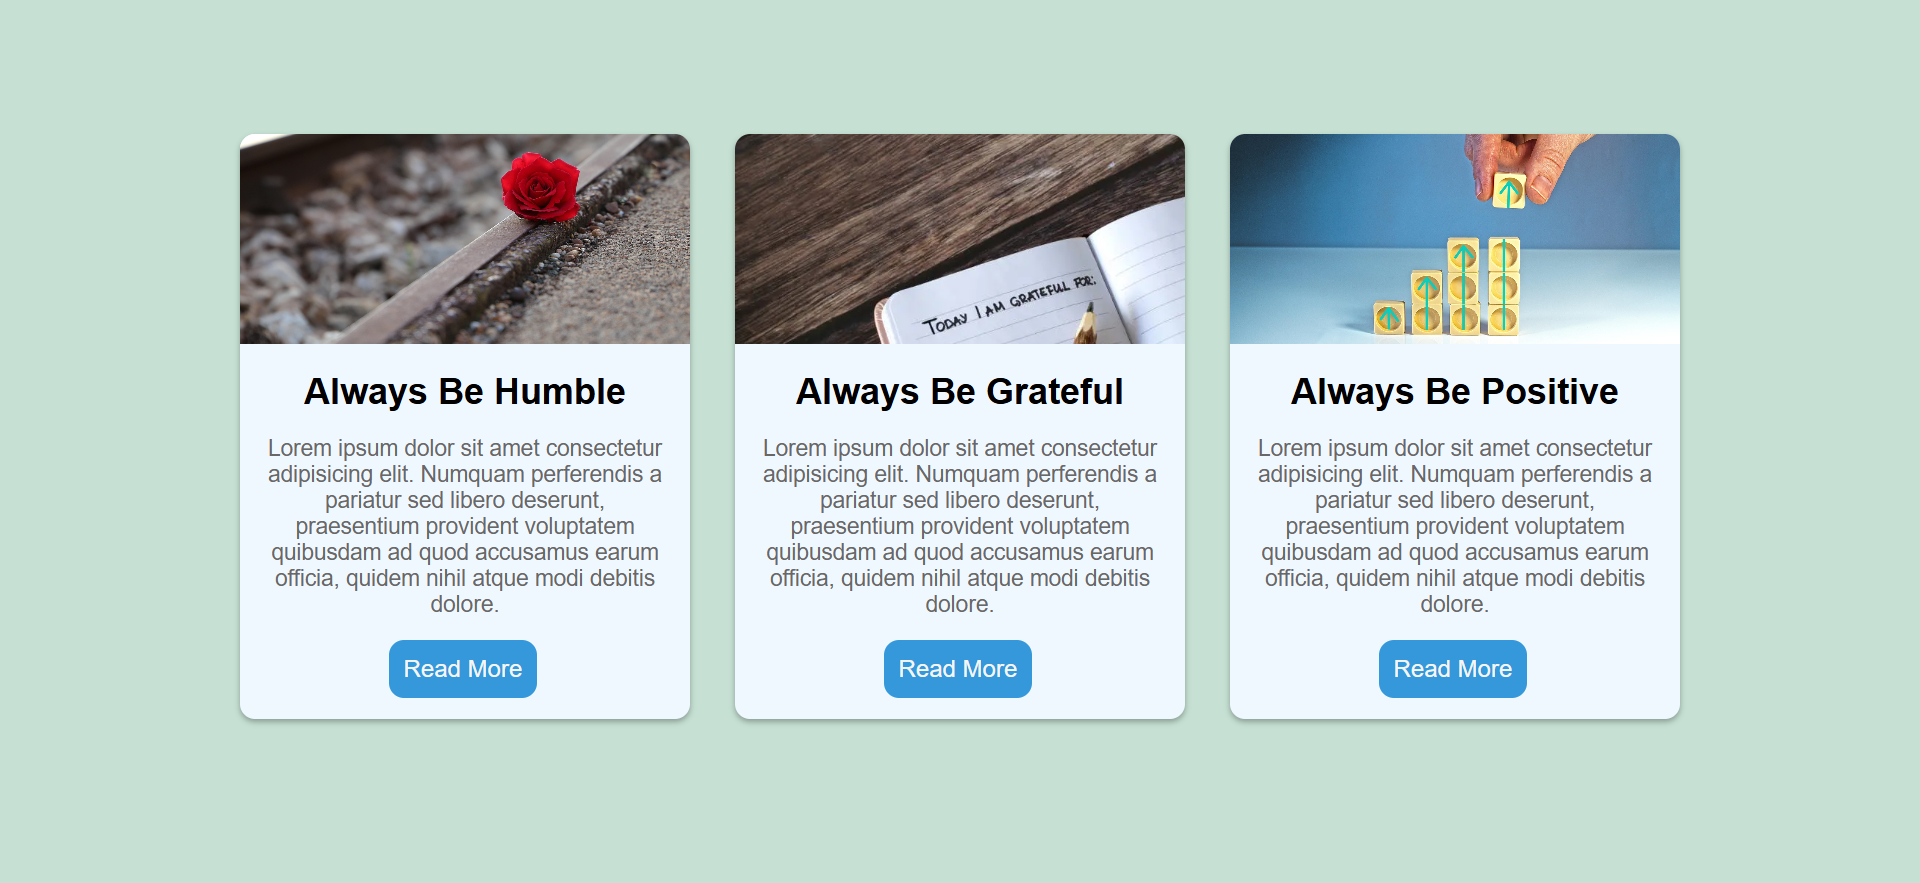 TODAY I AM GRATEFUL FOR:
Always Be Humble
Lorem ipsum dolor sit amet consectetur
adipisicing elit. Numquam perferendis a
pariatur sed libero deserunt,
praesentium provident voluptatem
quibusdam ad quod accusamus earum
officia, quidem nihil atque modi debitis
dolore.
Read More
Always Be Grateful
Lorem ipsum dolor sit amet consectetur
adipisicing elit. Numquam perferendis a
pariatur sed libero deserunt,
praesentium provident voluptatem
quibusdam ad quod accusamus earum
officia, quidem nihil atque modi debitis
dolore.
Read More
Always Be Positive
Lorem ipsum dolor sit amet consectetur
adipisicing elit. Numquam perferendis a
pariatur sed libero deserunt,
praesentium provident voluptatem
quibusdam ad quod accusamus earum
officia, quidem nihil atque modi debitis
dolore.
Read More